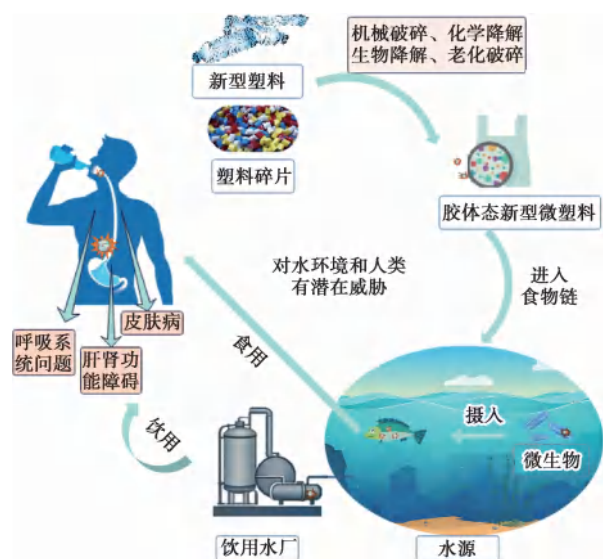 机械破碎、化学降解
生物降解、老化破碎
新型塑料
塑料碎片
胶体态新型微塑料
对水环境和人类
有潜在威胁
进入
食物链
皮肤病
呼吸系
统问题
肝肾功
能障碍
食用
饮用
摄入
微生物
饮用水厂
水源